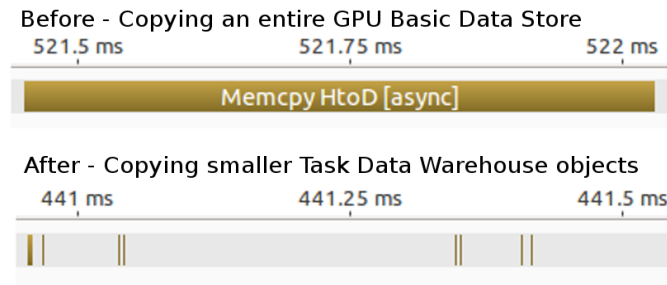 Before - Copying an entire GPU Basic Data Store
521.5 ms 521.75 ms 522 ms
Memcpy HtoD [async]
After - Copying smaller Task Data Warehouse objects
441 ms 441.25 ms 441.5 ms